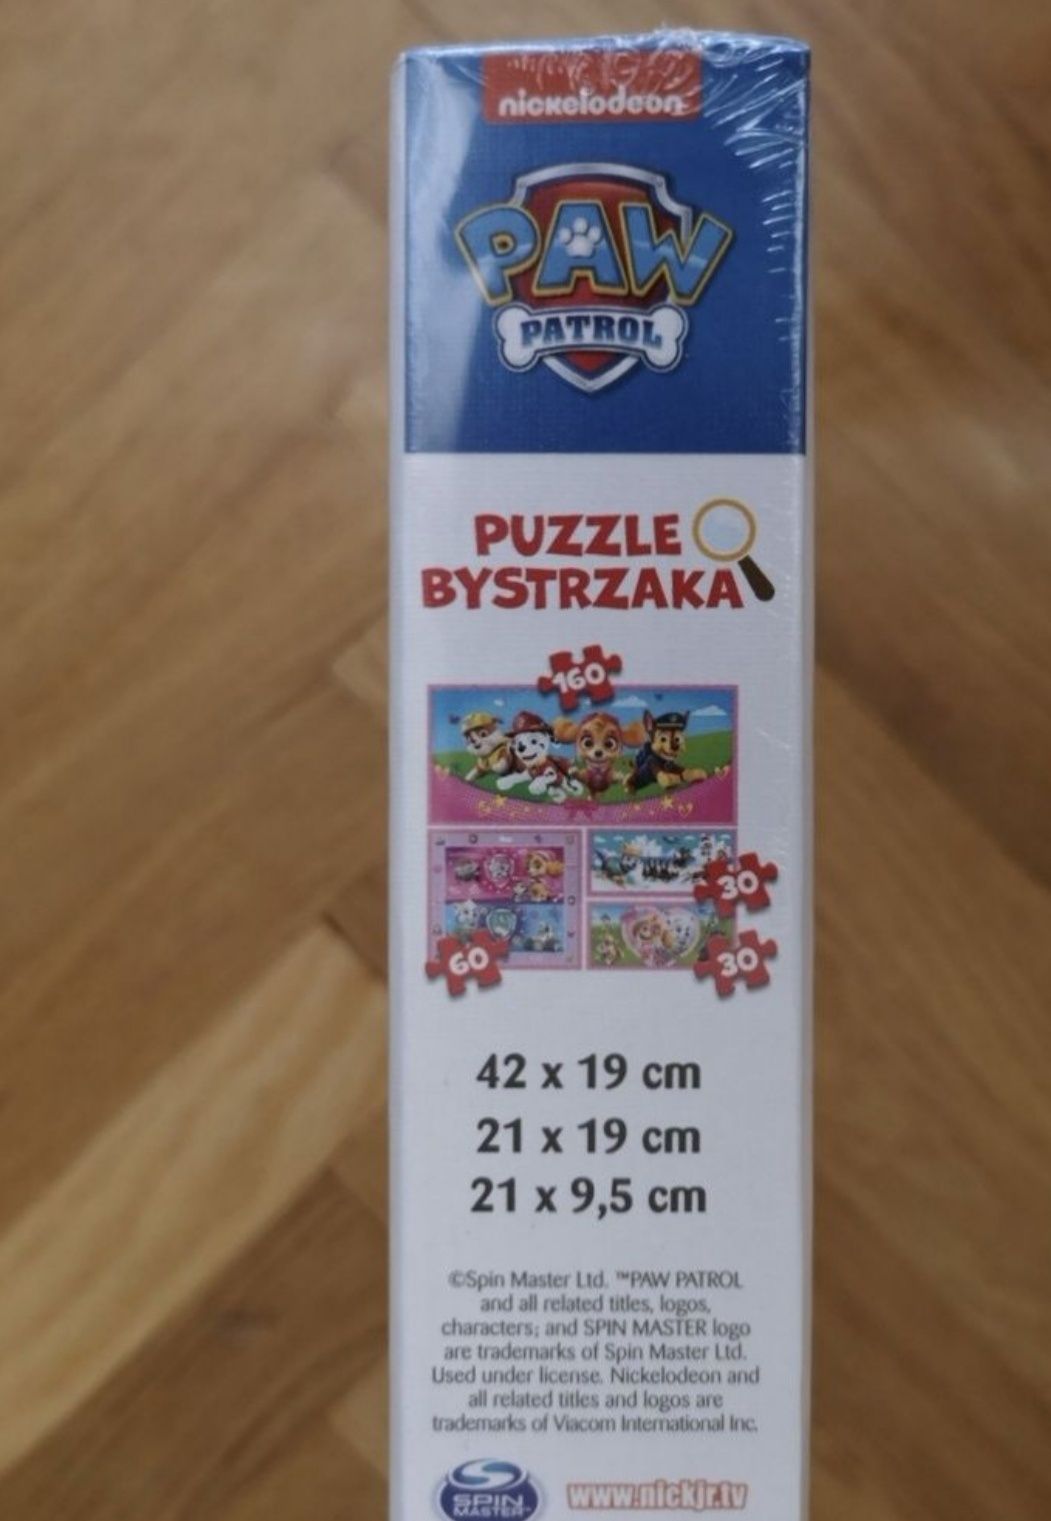 nickelodeon
PAW
PATROL
PUZZLE
BYSTRZAKA
160
30
60
30
42 x 19 cm
21 x 19 cm
21 x 9,5 cm
©Spin Master Ltd. ™PAW PATROL
and all related titles, logos,
characters; and SPIN MASTER logo
are trademarks of Spin Master Ltd.
Used under license. Nickelodeon and
all related titles and logos are
trademarks of Viacom International Inc.
SPIN
MASTER™
www.nickjr.tv